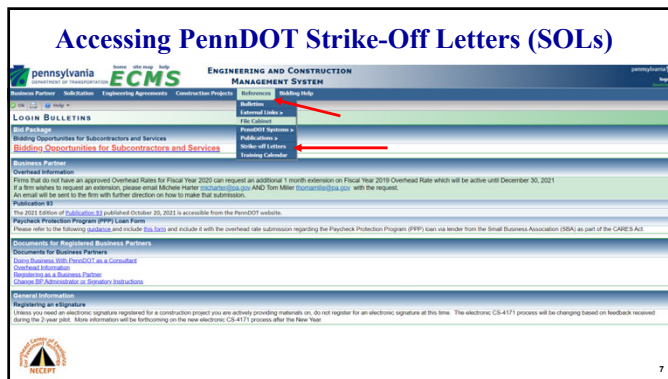 Accessing PennDOT Strike-Off Letters (SOLs)
home site map help
pennsylvania
DEPARTMENT OF TRANSPORTATION
ECMS
ENGINEERING AND CONSTRUCTION
MANAGEMENT SYSTEM
Business Partner Solicitation Engineering Agreements Construction Projects References Bidding Help
Ok Help
Bulletins
External Links >
File Cabinet
PennDOT Systems >
Publications >
Strike-off Letters
Training Calendar
LOGIN BULLETINS
Bid Package
Bidding Opportunities for Subcontractors and Services
Bidding Opportunities for Subcontractors and Services
Business Partner
Overhead Information
Firms that do not have an approved Overhead Rates for Fiscal Year 2020 can request an additional 1 month extension on Fiscal Year 2019 Overhead Rate which will be active until December 30, 2021
If a firm wishes to request an extension, please email Michele Harter micharter@pa.gov AND Tom Miller thomamille@pa.gov with the request.
An email will be sent to the firm with further direction on how to make that submission.
Publication 93
The 2021 Edition of Publication 93 published October 20, 2021 is accessible from the PennDOT website.
Paycheck Protection Program (PPP) Loan Form
Please refer to the following guidance and include this form and include it with the overhead rate submission regarding the Paycheck Protection Program (PPP) loan via lender from the Small Business Association (SBA) as part of the CARES Act.
Documents for Registered Business Partners
Documents for Business Partners
Doing Business With PennDOT as a Consultant
Overhead Information
Registering as a Business Partner
Change BP Administrator or Signatory Instructions
General Information
Registering an eSignature
Unless you need an electronic signature registered for a construction project you are actively providing materials on, do not register for an electronic signature at this time. The electronic CS-4171 process will be changing based on feedback received
during the 2-year pilot. More information will be forthcoming on the new electronic CS-4171 process after the New Year.
Northeast Center of Excellence
for Pavement Technology
NECEPT
7